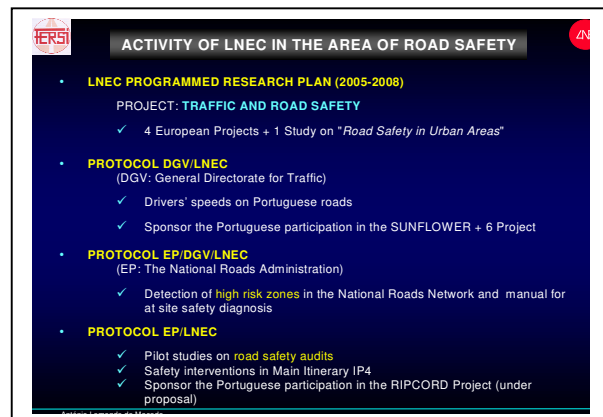 FERSI
ACTIVITY OF LNEC IN THE AREA OF ROAD SAFETY
• LNEC PROGRAMMED RESEARCH PLAN (2005-2008)
PROJECT: TRAFFIC AND ROAD SAFETY
✓ 4 European Projects + 1 Study on "Road Safety in Urban Areas"
• PROTOCOL DGV/LNEC
(DGV: General Directorate for Traffic)
✓ Drivers' speeds on Portuguese roads
✓ Sponsor the Portuguese participation in the SUNFLOWER + 6 Project
• PROTOCOL EP/DGV/LNEC
(EP: The National Roads Administration)
✓ Detection of high risk zones in the National Roads Network and manual for
at site safety diagnosis
• PROTOCOL EP/LNEC
✓ Pilot studies on road safety audits
✓ Safety interventions in Main Itinerary IP4
✓ Sponsor the Portuguese participation in the RIPCORD Project (under
proposal)